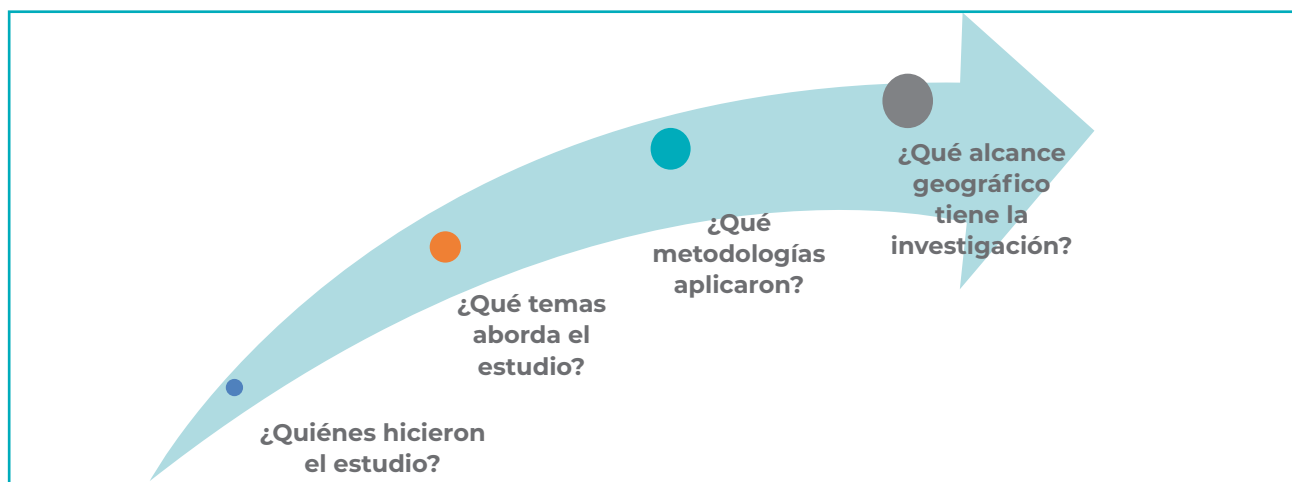 ¿Quiénes hicieron
el estudio?
¿Qué temas
aborda el
estudio?
¿Qué
metodologías
aplicaron?
¿Qué alcance
geográfico
tiene la
investigación?